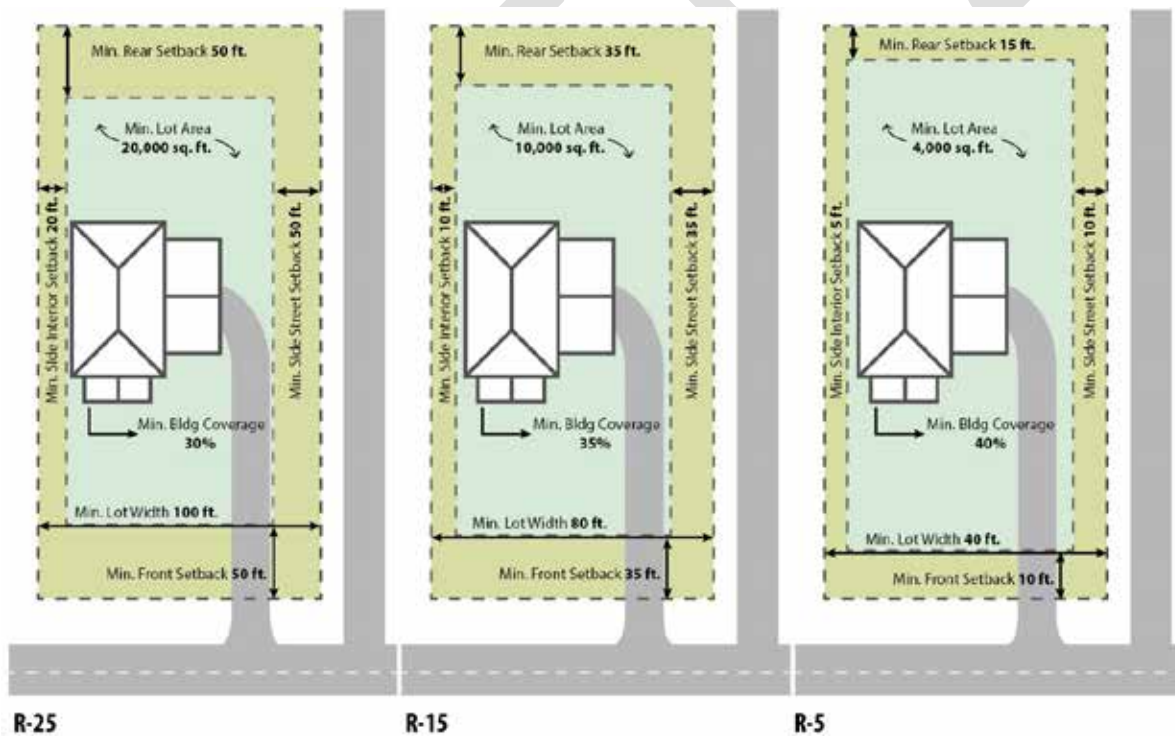 Min. Rear Setback 50 ft.
Min. Lot Area
20,000 sq. ft.
Min. Side Interior Setback 20 ft.
Min. Side Street Setback 50 ft.
Min. Bldg Coverage
30%
Min. Lot Width 100 ft.
Min. Front Setback 50 ft.
R-25
Min. Rear Setback 35 ft.
Min. Lot Area
10,000 sq. ft.
Min. Side Interior Setback 10 ft.
Min. Side Street Setback 35 ft.
Min. Bldg Coverage
35%
Min. Lot Width 80 ft.
Min. Front Setback 35 ft.
R-15
Min. Rear Setback 15 ft.
Min. Lot Area
4,000 sq. ft.
Min. Side Interior Setback 5 ft.
Min. Side Street Setback 10 ft.
Min. Bldg Coverage
40%
Min. Lot Width 40 ft.
Min. Front Setback 10 ft.
R-5